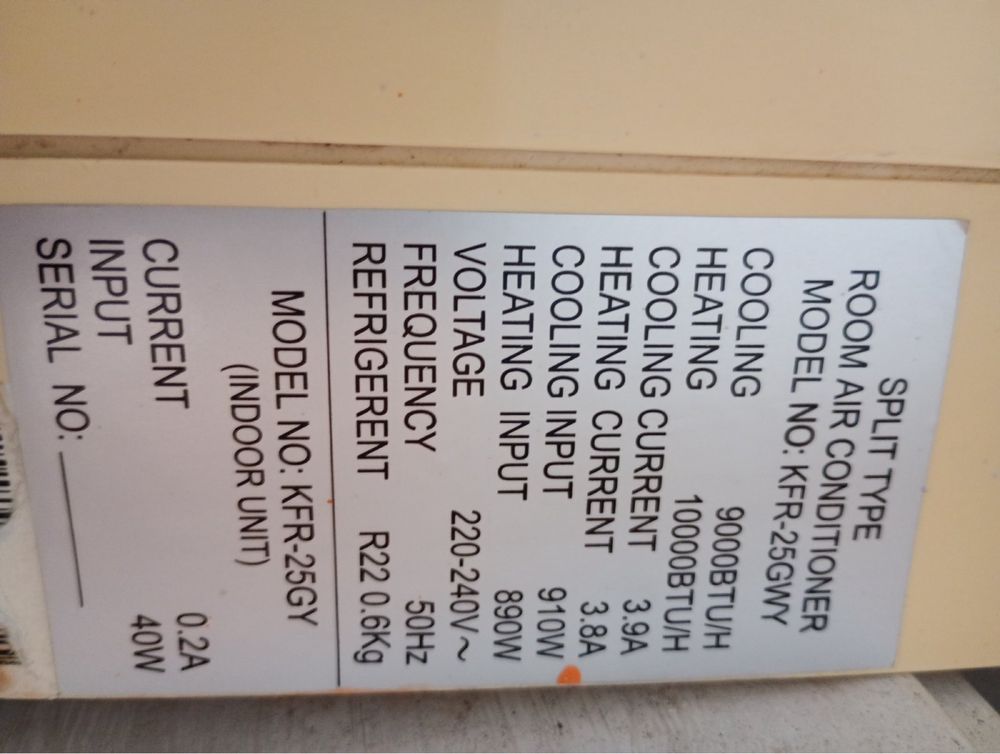 SPLIT TYPE
ROOM AIR CONDITIONER
MODEL NO: KFR-25GWY
COOLING 9000BTU/H
HEATING 10000BTU/H
COOLING CURRENT 3.9A
HEATING CURRENT 3.8A
COOLING INPUT 910W
HEATING INPUT 890W
VOLTAGE 220-240V~
FREQUENCY 50Hz
REFRIGERENT R22 0.6Kg
MODEL NO: KFR-25GY
(INDOOR UNIT)
CURRENT 0.2A
INPUT 40W
SERIAL NO: